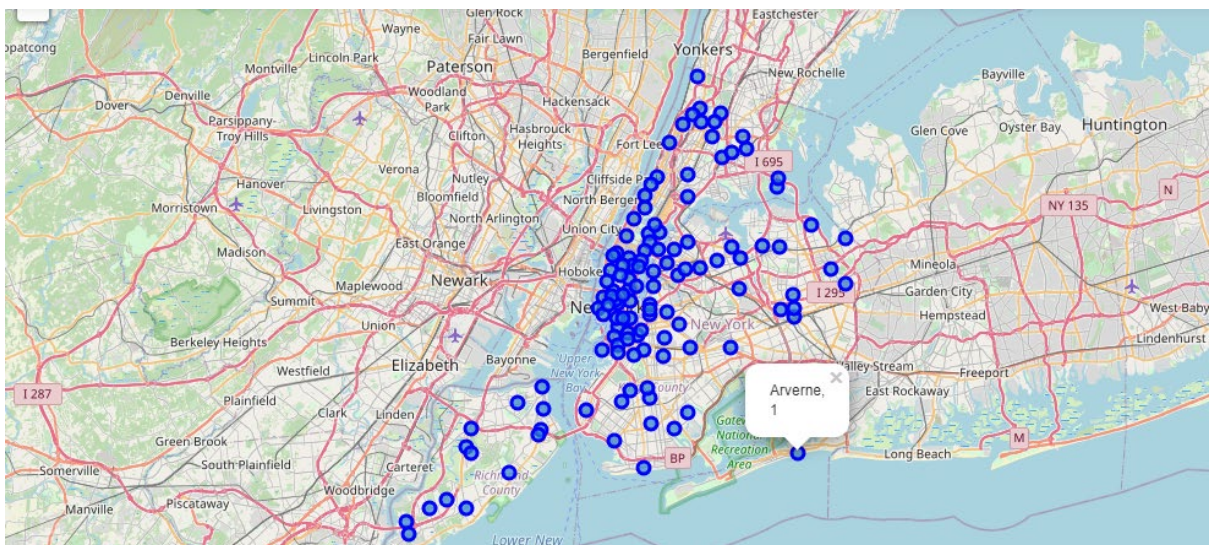 Glen Rock
Eastchester
opatcong
Wayne
Fair Lawn
Bergenfield
Yonkers
Lincoln Park
Paterson
Montville
Woodland
Park
New Rochelle
Bayville
Denville
Hackensack
Dover
Parsippany-
Troy Hills
Clifton
Hasbrouck
Heights
Fort Lee
Glen Cove
Oyster Bay
Huntington
I 695
Verona
Nutley
Cliffside
Hanover
Bloomfield
North Bergen
N
NY 135
Morristown
Livingston
North Arlington
Union City
Madison
East Orange
Mineola
Newark
Hoboken
Summit
Maplewood
I 295
Garden City
Hempstead
West Baby
Union
New York
Berkeley Heights
Lindenhurst
Elizabeth
Bayonne
Upper
New York
Bay
Valley Stream
Freeport
Westfield
Arverne,
1
×
East Rockaway
I 287
Plainfield
Clark
Linden
National
Recreation
Area
M
Green Brook
Long Beach
BP
Carteret
South Plainfield
Somerville
Richmond
County
Woodbridge
Manville
Piscataway
Lower New